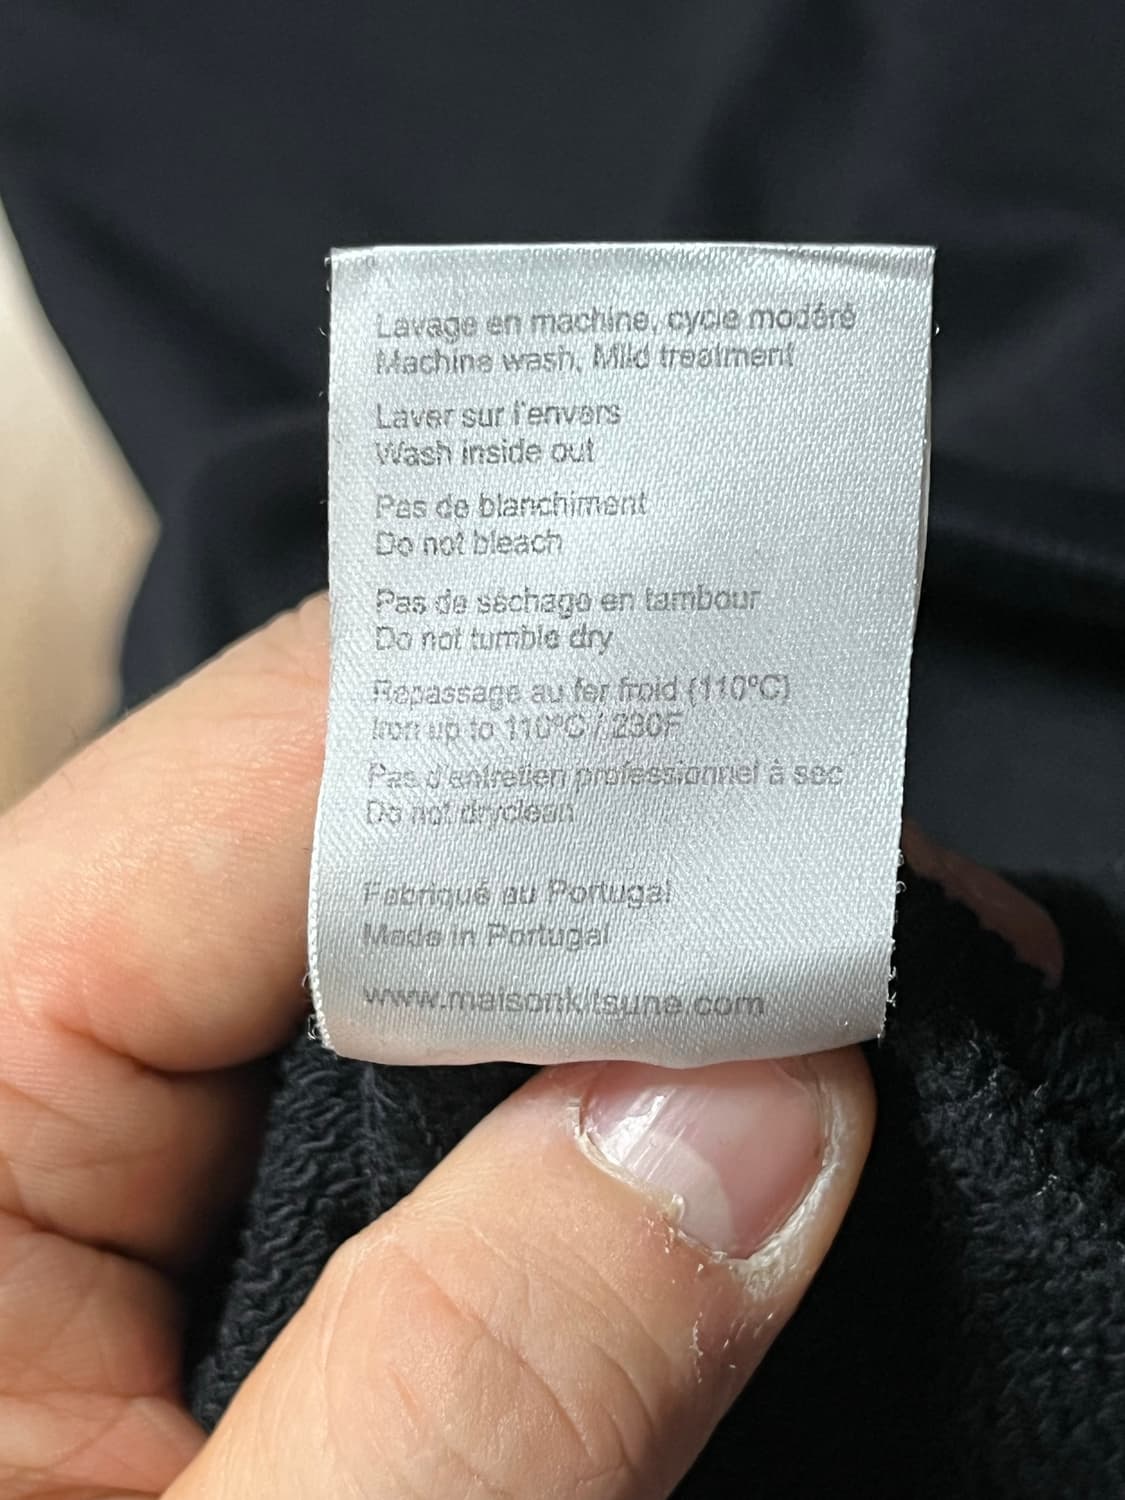 Lavage en machine, cycle modéré
Machine wash, Mild treatment
Laver sur l'envers
Wash inside out
Pas de blanchiment
Do not bleach
Pas de séchage en tambour
Do not tumble dry
Repassage au fer froid (110°C)
Iron up to 110°C / 230F
Pas d'entretien professionnel à sec
Do not dryclean
Fabriqué au Portugal
Made in Portugal
www.maisonkitsune.com